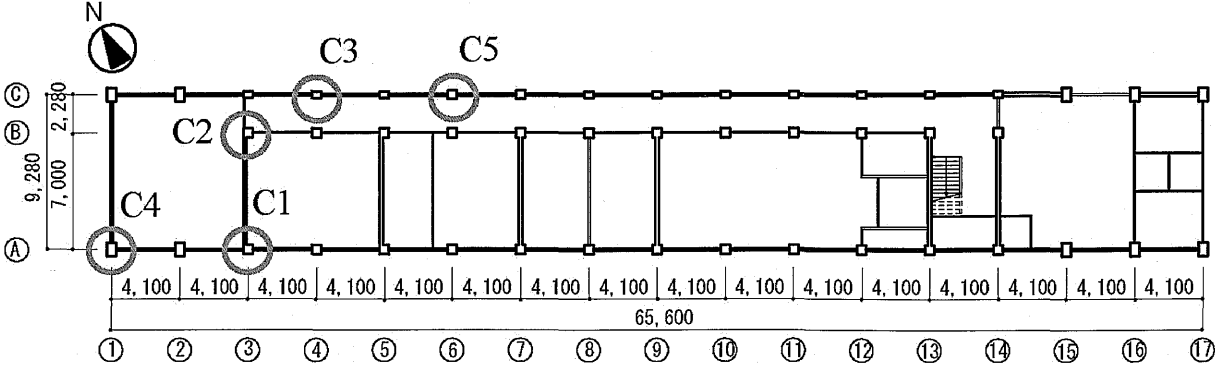 N
C3
C5
Ⓒ
2,280
C2
Ⓑ
9,280
7,000
C4
C1
Ⓐ
4,100 4,100 4,100 4,100 4,100 4,100 4,100 4,100 4,100 4,100 4,100 4,100 4,100 4,100 4,100 4,100
65,600
① ② ③ ④ ⑤ ⑥ ⑦ ⑧ ⑨ ⑩ ⑪ ⑫ ⑬ ⑭ ⑮ ⑯ ⑰